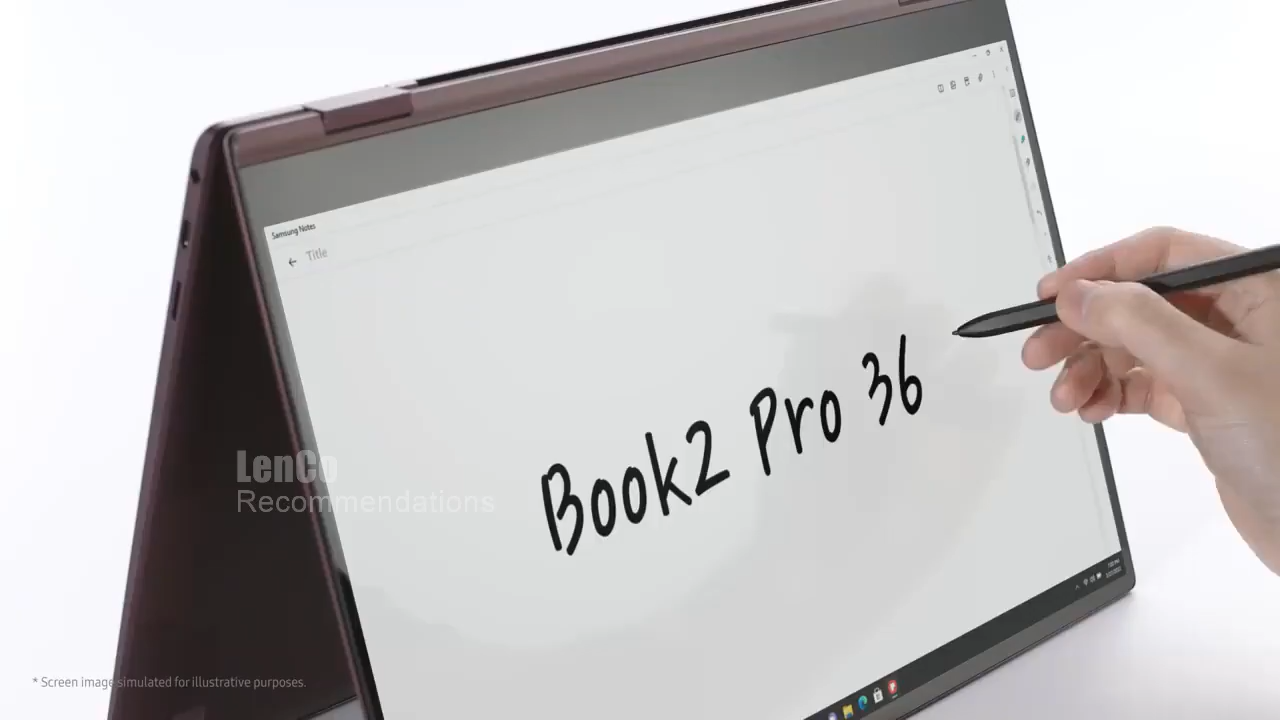 Samsung Notes
Title
Book2 Pro 36
LenCo
Recommendations
* Screen image simulated for illustrative purposes.